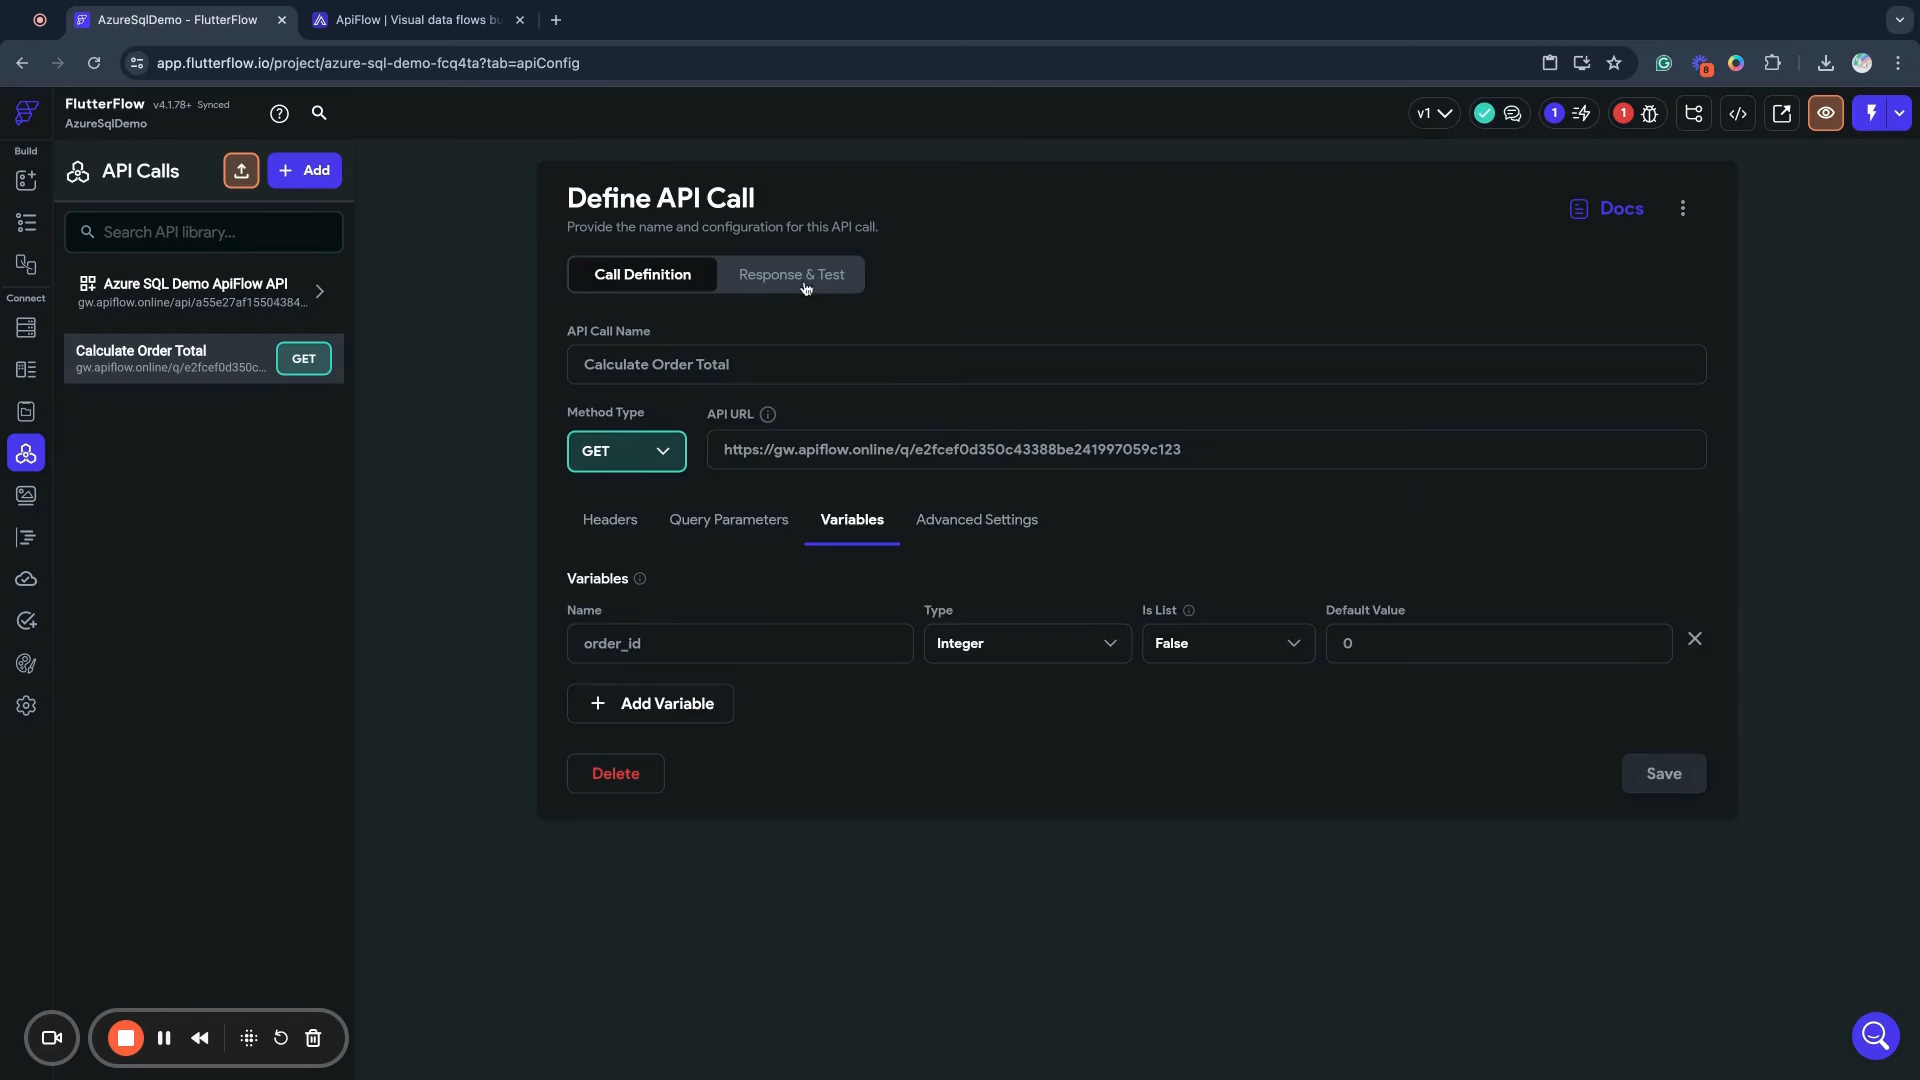 AzureSqlDemo - FlutterFlow
ApiFlow | Visual data flows bu
app.flutterflow.io/project/azure-sql-demo-fcq4ta?tab=apiConfig
8
FlutterFlow v4.1.78+ Synced
AzureSqlDemo
v1
1
1
Build
API Calls
+ Add
Search API library...
Azure SQL Demo ApiFlow API
gw.apiflow.online/api/a55e27af15504384...
Connect
Calculate Order Total
gw.apiflow.online/q/e2fcef0d350c...
GET
Define API Call
Provide the name and configuration for this API call.
Docs
Call Definition
Response & Test
API Call Name
Calculate Order Total
Method Type
API URL
GET
https://gw.apiflow.online/q/e2fcef0d350c43388be241997059c123
Headers
Query Parameters
Variables
Advanced Settings
Variables
Name
Type
Is List
Default Value
order_id
Integer
False
0
+ Add Variable
Delete
Save